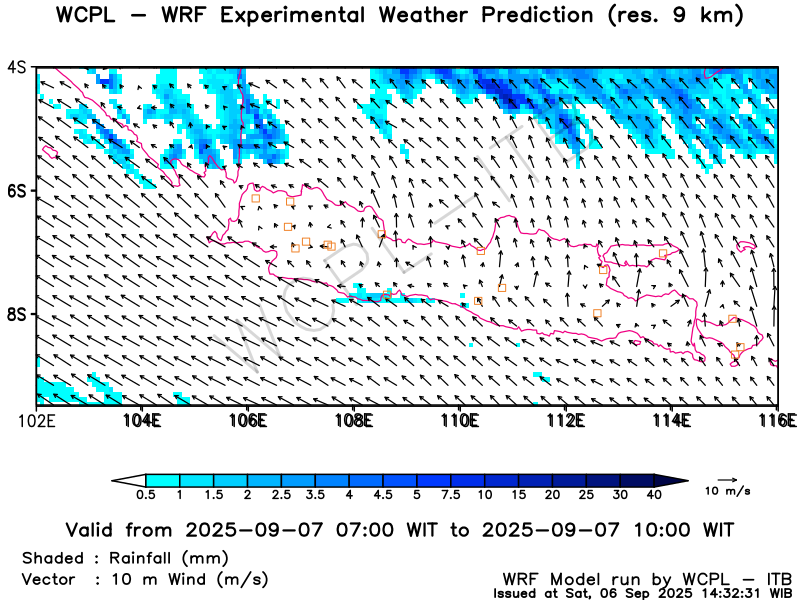 WCPL − WRF Experimental Weather Prediction (res. 9 km)
4S
6S
8S
102E 104E 106E 108E 110E 112E 114E 116E
WCPL−ITB
0.5 1 1.5 2 2.5 3.5 4 4.5 5 7.5 10 15 20 25 30 40
10 m/s
Valid from 2025−09−07 07:00 WIT to 2025−09−07 10:00 WIT
Shaded : Rainfall (mm)
Vector : 10 m Wind (m/s)
WRF Model run by WCPL − ITB
Issued at Sat, 06 Sep 2025 14:32:31 WIB